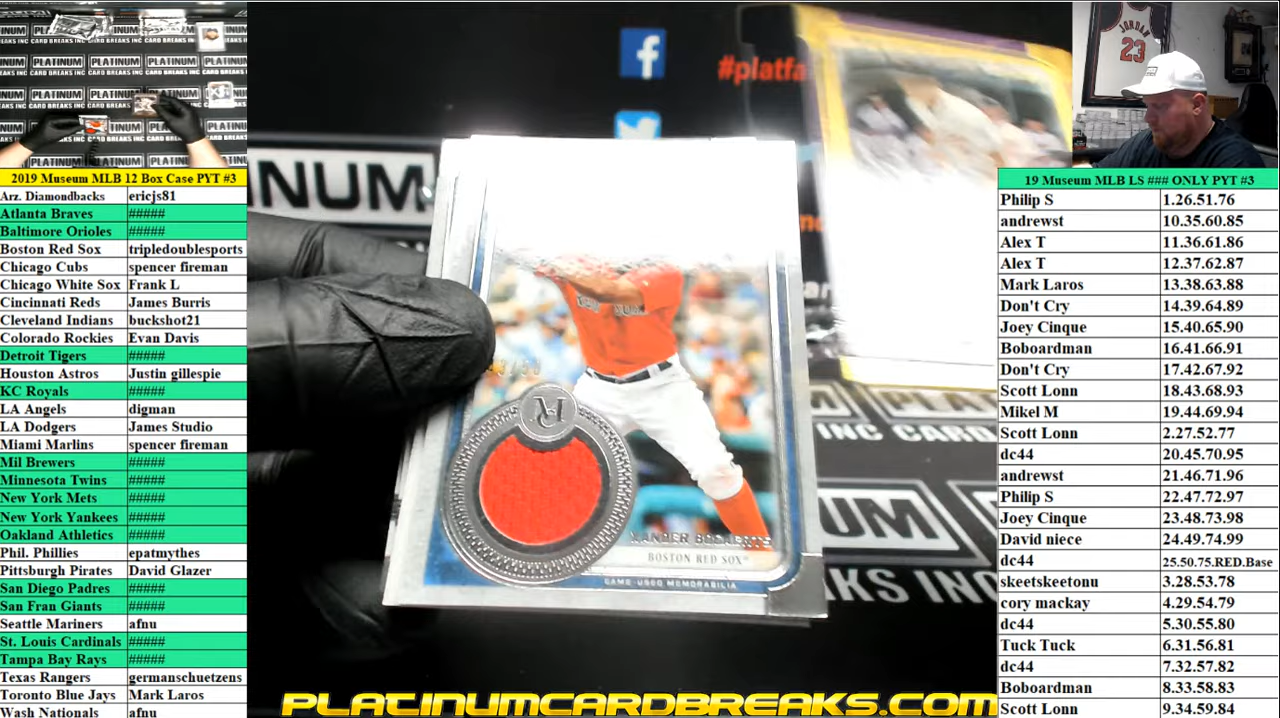 2019 Museum MLB 12 Box Case PYT #3
Arz. Diamondbacks ericjs81
Atlanta Braves #####
Baltimore Orioles #####
Boston Red Sox tripledoublesports
Chicago Cubs spencer fireman
Chicago White Sox Frank L
Cincinnati Reds James Burris
Cleveland Indians buckshot21
Colorado Rockies Evan Davis
Detroit Tigers #####
Houston Astros Justin gillespie
KC Royals #####
LA Angels digman
LA Dodgers James Studio
Miami Marlins spencer fireman
Mil Brewers #####
Minnesota Twins #####
New York Mets #####
New York Yankees #####
Oakland Athletics #####
Phil. Phillies epatmythes
Pittsburgh Pirates David Glazer
San Diego Padres #####
San Fran Giants #####
Seattle Mariners afnu
St. Louis Cardinals #####
Tampa Bay Rays #####
Texas Rangers germanschuetzens
Toronto Blue Jays Mark Laros
Wash Nationals afnu
#platfa
INUM
XANDER BOGAERTS
BOSTON RED SOX
GAME-USED MEMORABILIA
INC CARD
KS INC
PLATINUMCARDBREAKS.COM
JORDAN
23
19 Museum MLB LS ### ONLY PYT #3
Philip S 1.26.51.76
andrewst 10.35.60.85
Alex T 11.36.61.86
Alex T 12.37.62.87
Mark Laros 13.38.63.88
Don't Cry 14.39.64.89
Joey Cinque 15.40.65.90
Boboardman 16.41.66.91
Don't Cry 17.42.67.92
Scott Lonn 18.43.68.93
Mikel M 19.44.69.94
Scott Lonn 2.27.52.77
dc44 20.45.70.95
andrewst 21.46.71.96
Philip S 22.47.72.97
Joey Cinque 23.48.73.98
David niece 24.49.74.99
dc44 25.50.75.RED.Base
skeetskeetonu 3.28.53.78
cory mackay 4.29.54.79
dc44 5.30.55.80
Tuck Tuck 6.31.56.81
dc44 7.32.57.82
Boboardman 8.33.58.83
Scott Lonn 9.34.59.84